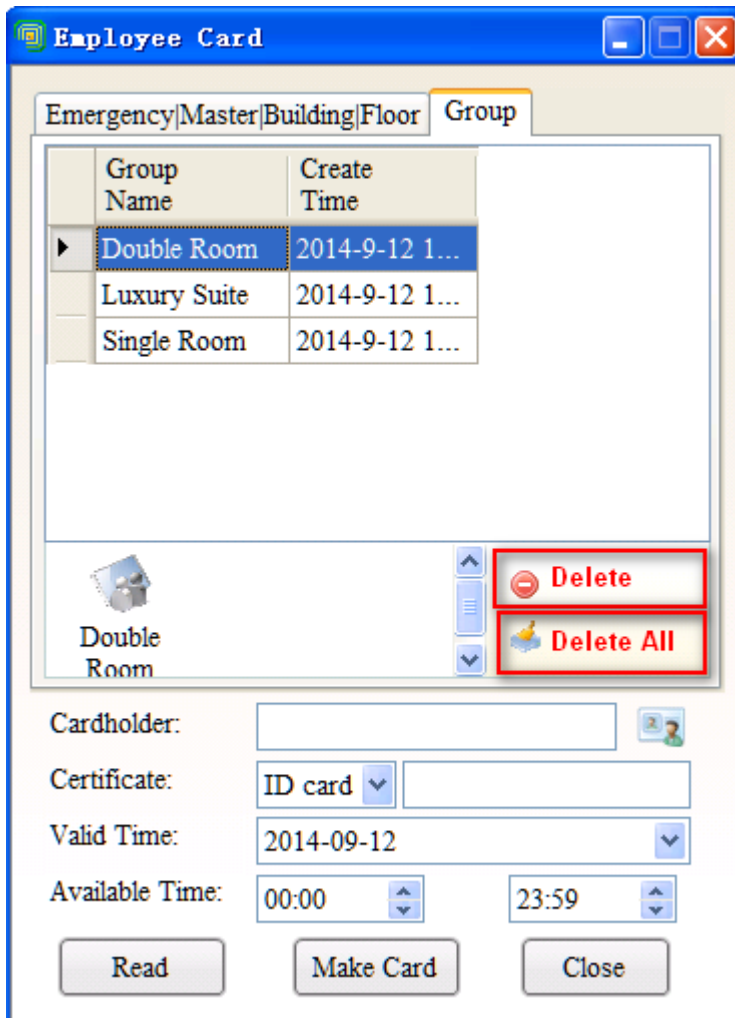 Employee Card
Emergency|Master|Building|Floor Group
Group Name Create Time
Double Room 2014-9-12 1...
Luxury Suite 2014-9-12 1...
Single Room 2014-9-12 1...
Double
Room
Delete
Delete All
Cardholder:
Certificate: ID card
Valid Time: 2014-09-12
Available Time: 00:00 23:59
Read Make Card Close